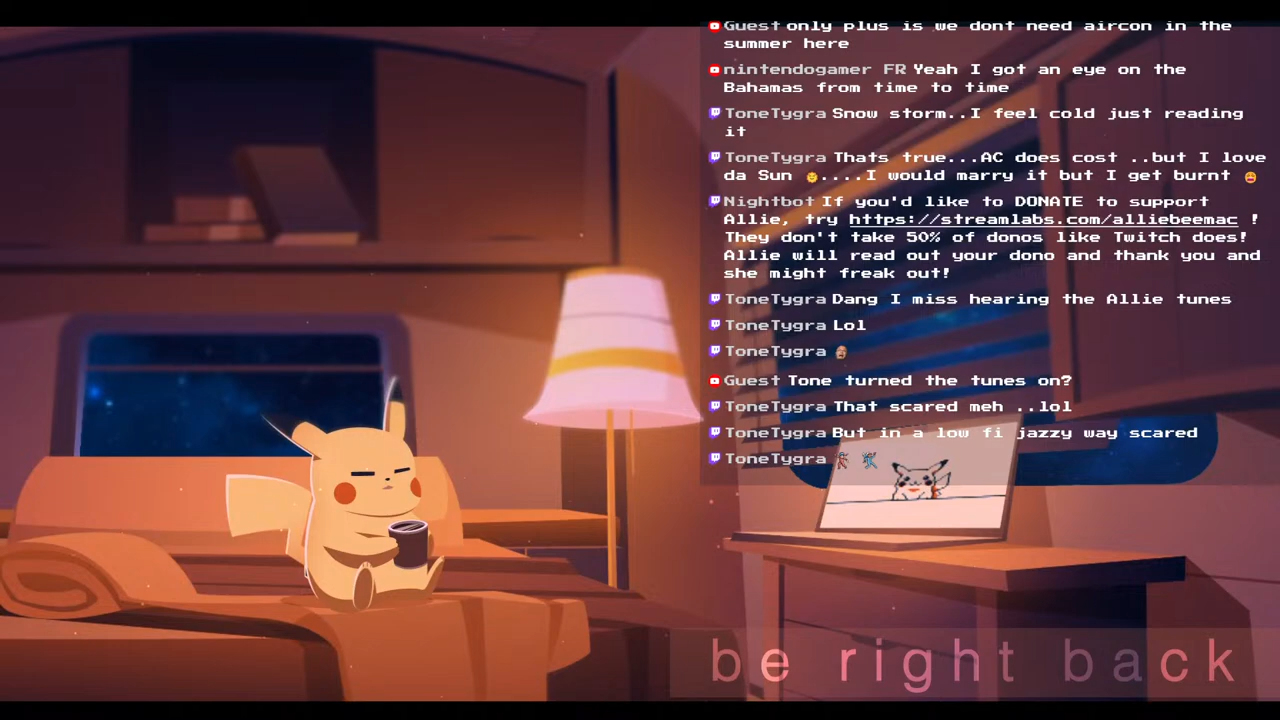 Guest only plus is we dont need aircon in the
summer here
nintendogamer FR Yeah I got an eye on the
Bahamas from time to time
ToneTygra Snow storm..I feel cold just reading
it
ToneTygra Thats true...AC does cost ..but I love
da Sun 🌞....I would marry it but I get burnt 😩
Nightbot If you'd like to DONATE to support
Allie, try https://streamlabs.com/alliebeemac !
They don't take 50% of donos like Twitch does!
Allie will read out your dono and thank you and
she might freak out!
ToneTygra Dang I miss hearing the Allie tunes
ToneTygra Lol
ToneTygra
Guest Tone turned the tunes on?
ToneTygra That scared meh ..lol
ToneTygra But in a low fi jazzy way scared
ToneTygra
be right back